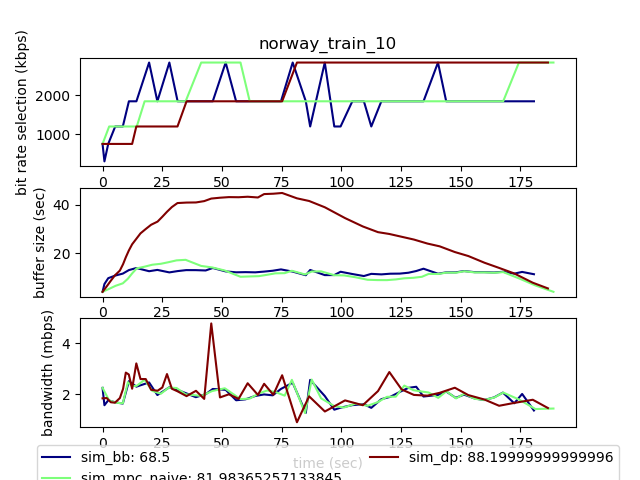 norway_train_10
bit rate selection (kbps)
2000
1000
0 25 50 75 100 125 150 175
buffer size (sec)
40
20
0 25 50 75 100 125 150 175
bandwidth (mbps)
4
2
0 25 50 75 100 125 150 175
time (sec)
sim_bb: 68.5
sim_dp: 88.19999999999996
sim_mpc_naive: 81.98365257133845